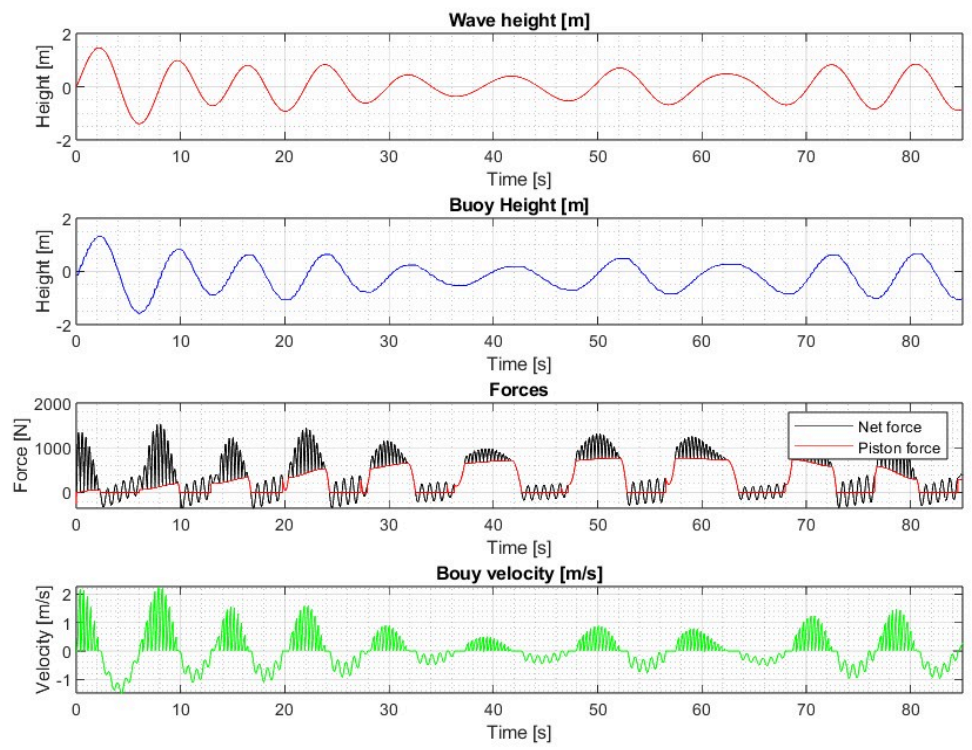 Wave height [m]
Height [m]
2
0
-2
0 10 20 30 40 50 60 70 80
Time [s]
Buoy Height [m]
Height [m]
2
0
-2
0 10 20 30 40 50 60 70 80
Time [s]
Forces
Force [N]
2000
1000
0
Net force
Piston force
0 10 20 30 40 50 60 70 80
Time [s]
Bouy velocity [m/s]
Velocity [m/s]
2
1
0
-1
0 10 20 30 40 50 60 70 80
Time [s]